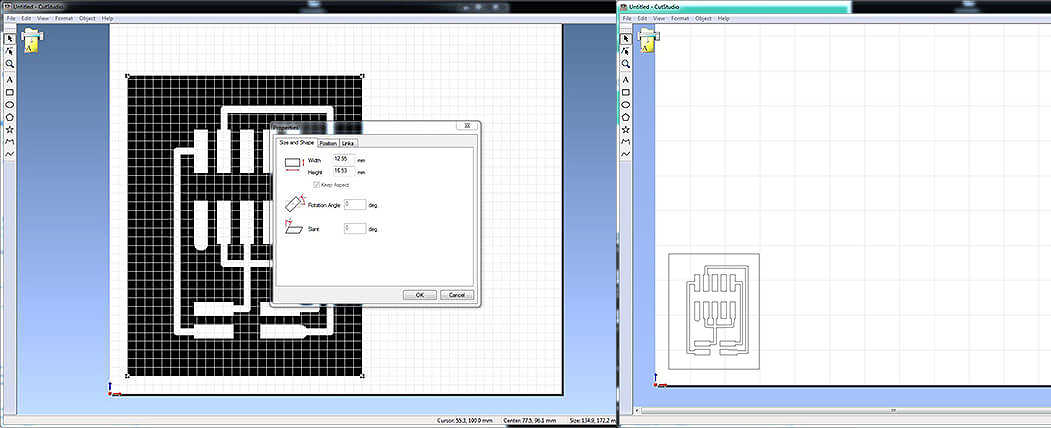 Untitled - CutStudio
File Edit View Format Object Help
Properties
Size and Shape Position Links
Width 12.55 mm
Height 15.53 mm
Keep Aspect
Rotation Angle 0 deg.
Slant 0 deg.
OK Cancel
Cursor: 55.3, 100.0 mm Center: 77.5, 96.1 mm Size: 134.9, 172.2 m
Untitled - CutStudio
File Edit View Format Object Help